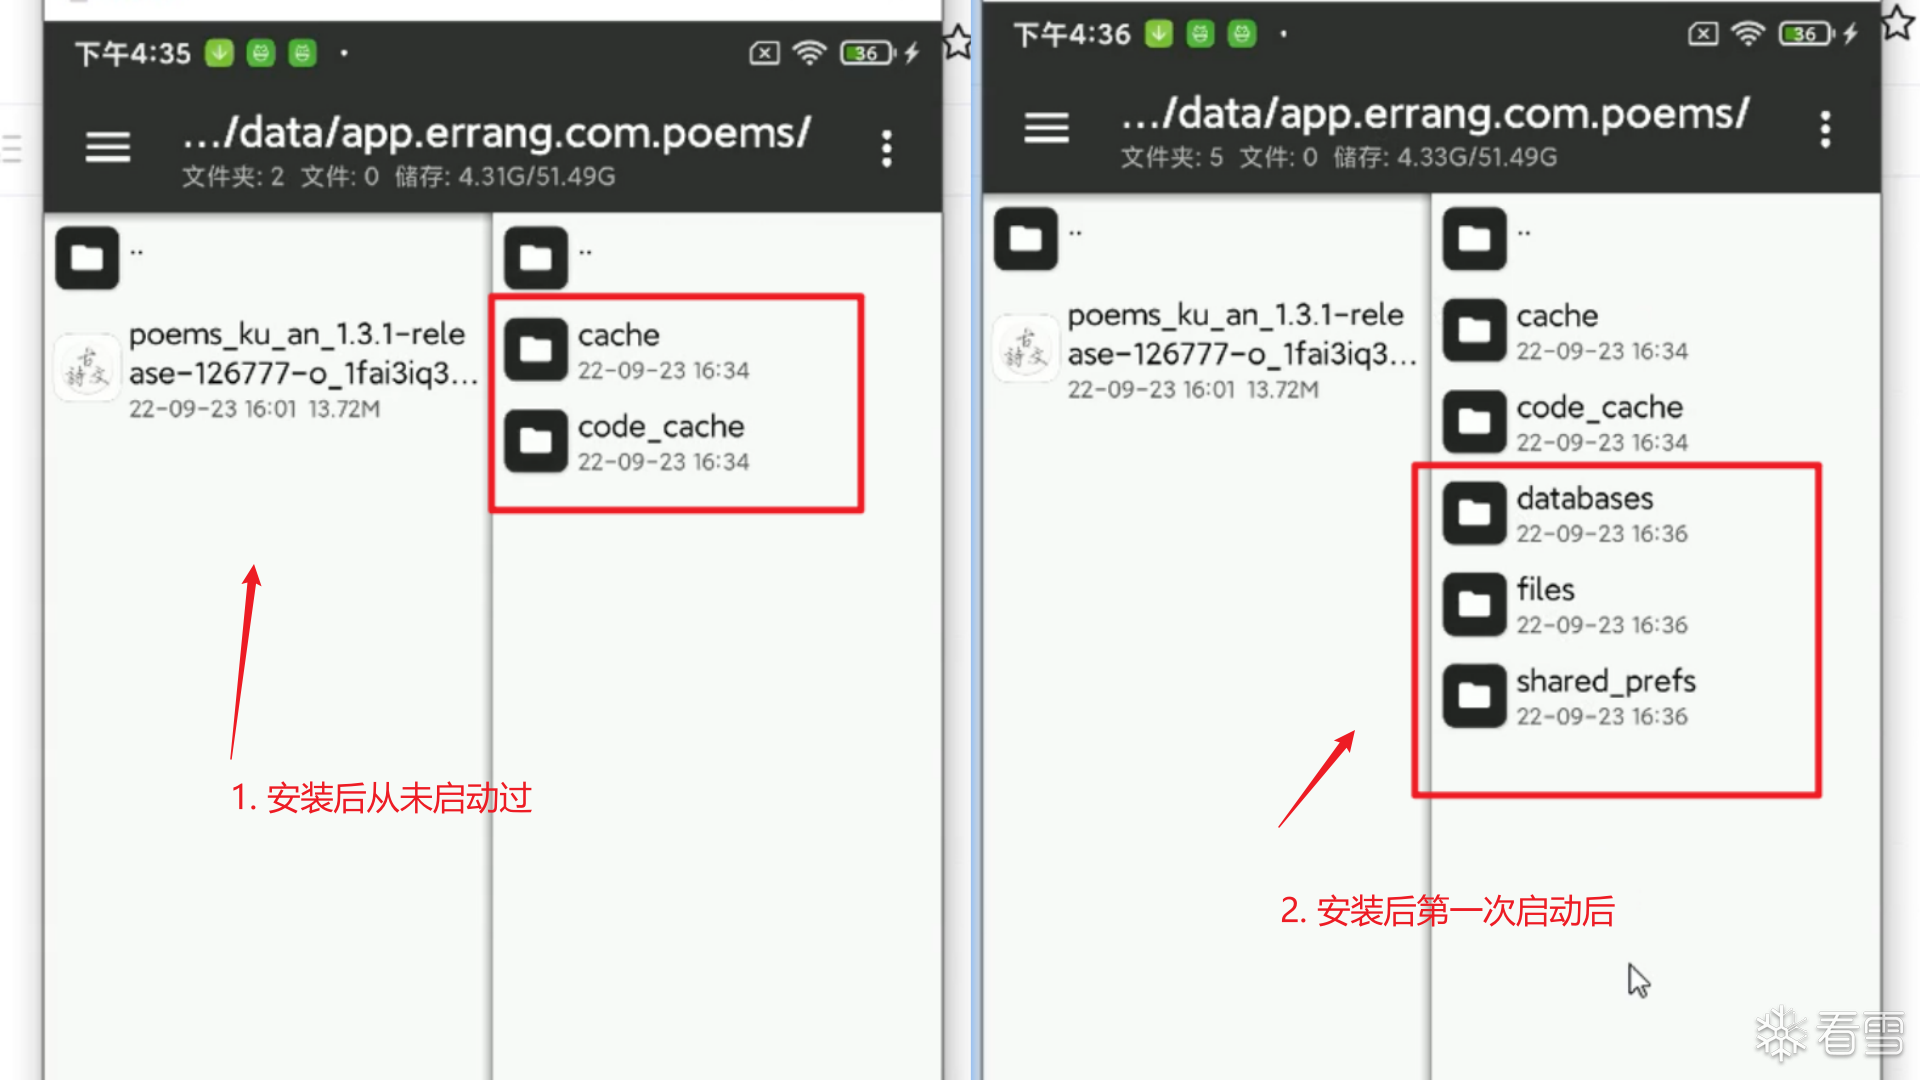 下午4:35
36
.../data/app.errang.com.poems/
文件夹: 2 文件: 0 储存: 4.31G/51.49G
..
poems_ku_an_1.3.1-rele
ase-126777-o_1fai3iq3...
22-09-23 16:01 13.72M
..
cache
22-09-23 16:34
code_cache
22-09-23 16:34
1. 安装后从未启动过
下午4:36
36
.../data/app.errang.com.poems/
文件夹: 5 文件: 0 储存: 4.33G/51.49G
..
poems_ku_an_1.3.1-rele
ase-126777-o_1fai3iq3...
22-09-23 16:01 13.72M
..
cache
22-09-23 16:34
code_cache
22-09-23 16:34
databases
22-09-23 16:36
files
22-09-23 16:36
shared_prefs
22-09-23 16:36
2. 安装后第一次启动后
看雪